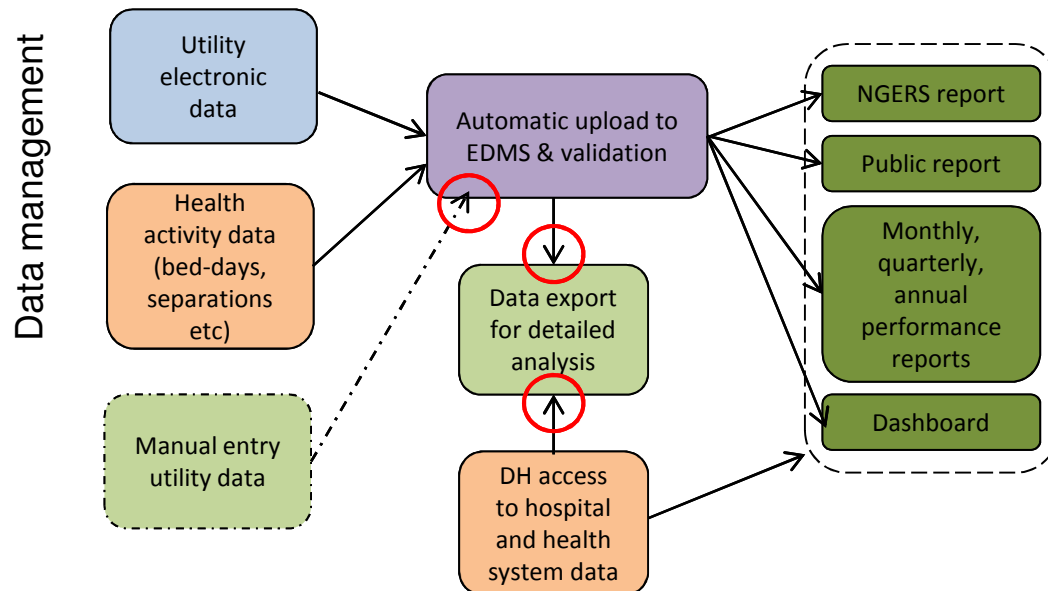 Data management
Utility
electronic
data
Health
activity data
(bed-days,
separations
etc)
Manual entry
utility data
Automatic upload to
EDMS & validation
Data export
for detailed
analysis
DH access
to hospital
and health
system data
NGERS report
Public report
Monthly,
quarterly,
annual
performance
reports
Dashboard